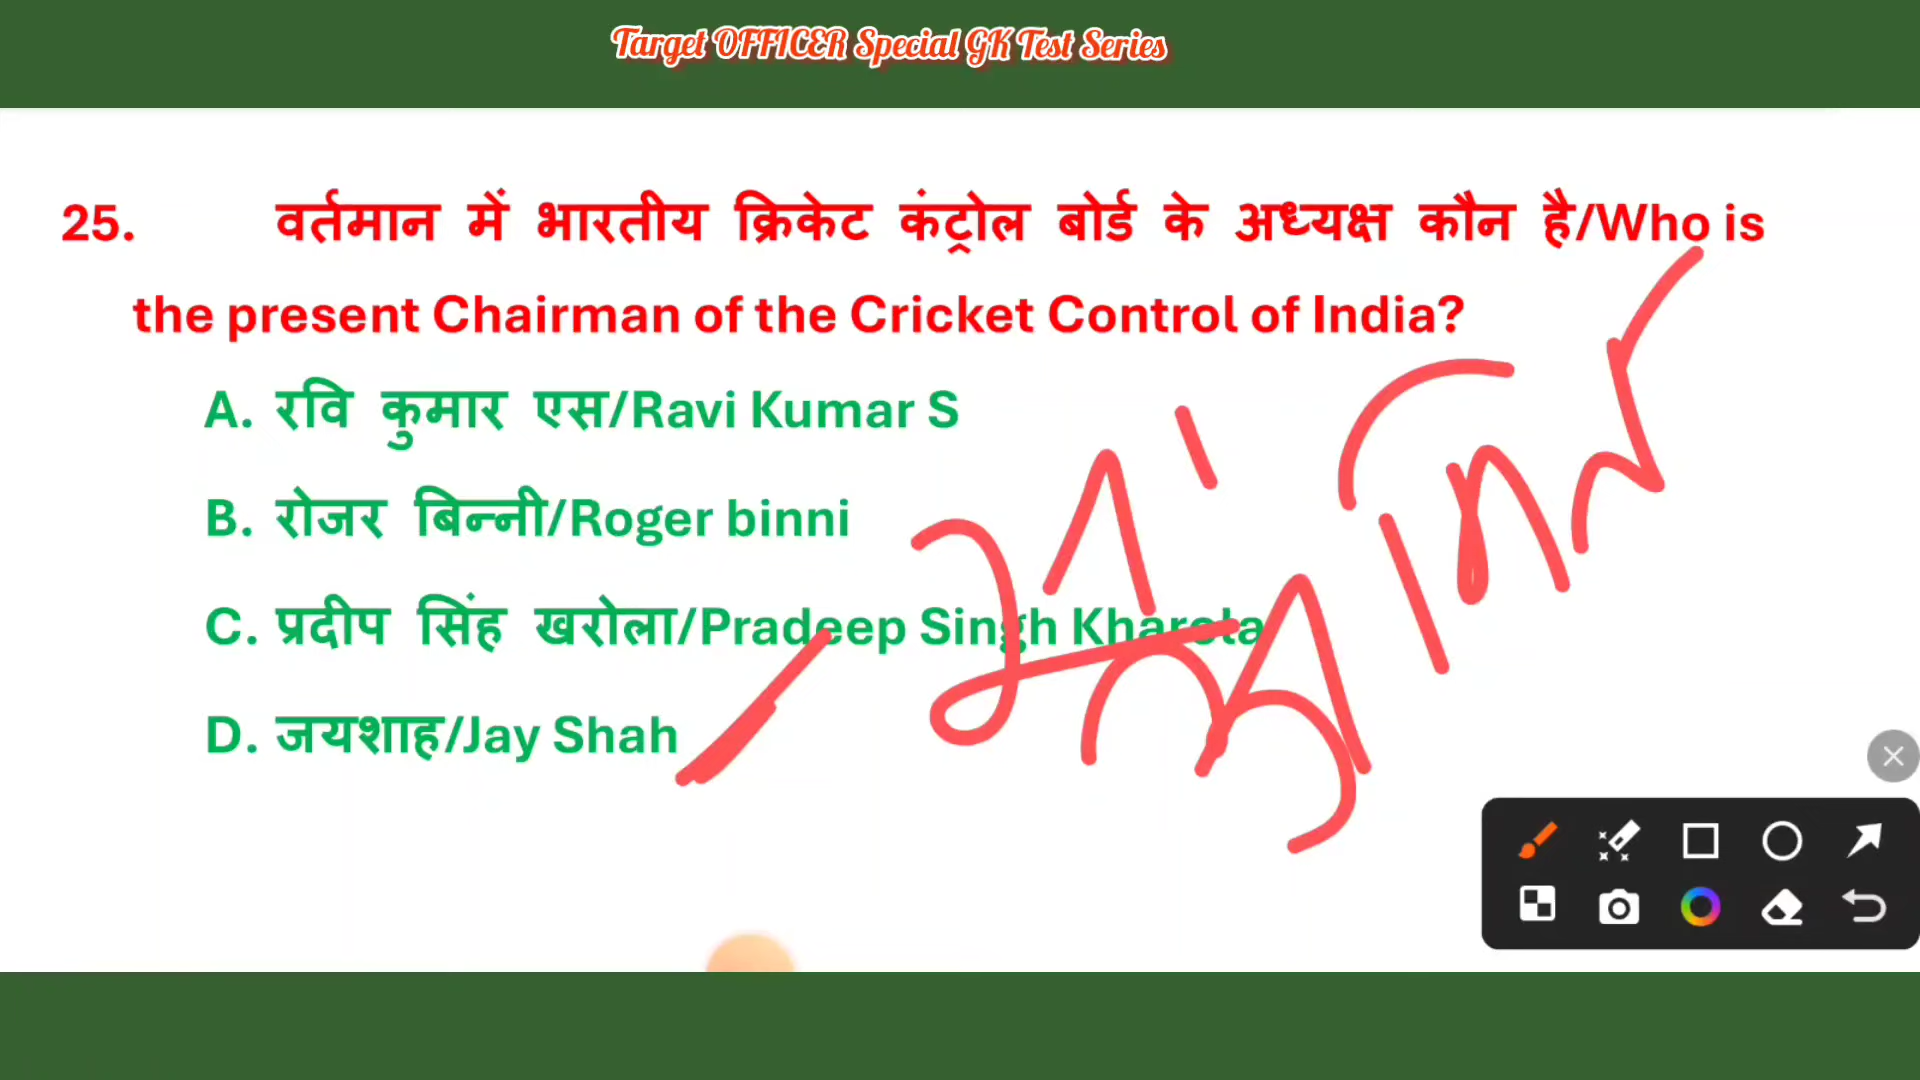 Target OFFICER Special GK Test Series
25. वर्तमान में भारतीय क्रिकेट कंट्रोल बोर्ड के अध्यक्ष कौन है/Who is
the present Chairman of the Cricket Control of India?
A. रवि कुमार एस/Ravi Kumar S
B. रोजर बिन्नी/Roger binni
C. प्रदीप सिंह खरोला/Pradeep Singh Kharola
D. जयशाह/Jay Shah